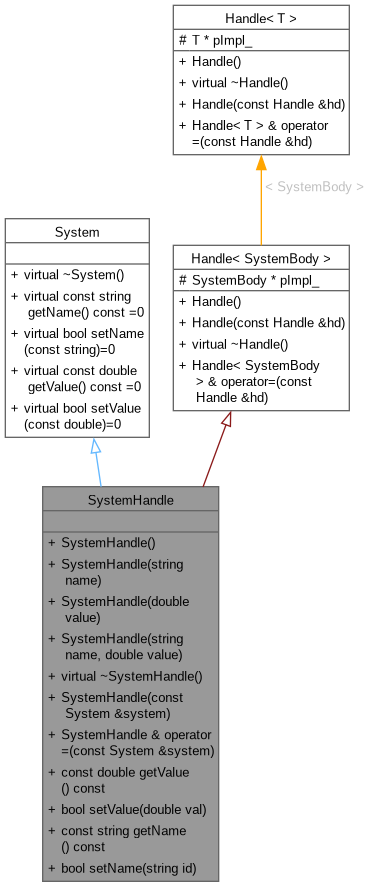 Handle< T >
# T * pImpl_
+ Handle()
+ virtual ~Handle()
+ Handle(const Handle &hd)
+ Handle< T > & operator
=(const Handle &hd)
< SystemBody >
System
+ virtual ~System()
+ virtual const string
getName() const =0
+ virtual bool setName
(const string)=0
+ virtual const double
getValue() const =0
+ virtual bool setValue
(const double)=0
Handle< SystemBody >
# SystemBody * pImpl_
+ Handle()
+ Handle(const Handle &hd)
+ virtual ~Handle()
+ Handle< SystemBody
> & operator=(const
Handle &hd)
SystemHandle
+ SystemHandle()
+ SystemHandle(string
name)
+ SystemHandle(double
value)
+ SystemHandle(string
name, double value)
+ virtual ~SystemHandle()
+ SystemHandle(const
System &system)
+ SystemHandle & operator
=(const System &system)
+ const double getValue
() const
+ bool setValue(double val)
+ const string getName
() const
+ bool setName(string id)